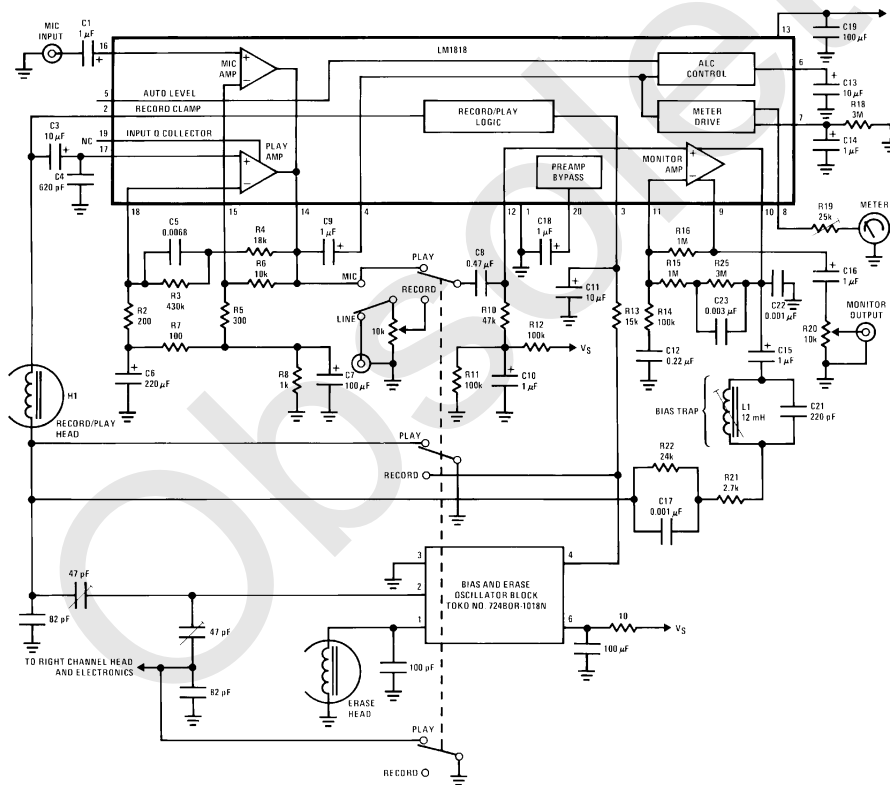 MIC
INPUT
C1
1 μF
+
16
LM1818
MIC
AMP
+
−
13
C19
100 μF
ALC
CONTROL
6
C13
10 μF
R18
3M
METER
DRIVE
7
C14
1 μF
5 AUTO LEVEL
2 RECORD CLAMP
19 INPUT Q COLLECTOR
NC
17
C3
10 μF
C4
620 pF
PLAY
AMP
RECORD/PLAY
LOGIC
MONITOR
AMP
PREAMP
BYPASS
18 15 14 4 12 1 20 3 11 9 10 8
C5
0.0068
R4
18k
C9
1 μF
R6
10k
R3
430k
R2
200
R5
300
R7
100
C6
220 μF
R8
1k
C7
100 μF
MIC
PLAY
RECORD
LINE
10k
C8
0.47 μF
C18
1 μF
C11
10 μF
R10
47k
R12
100k
VS
R11
100k
C10
1 μF
R13
15k
R16
1M
R15
1M
R25
3M
C23
0.003 μF
C22
0.001 μF
R14
100k
C12
0.22 μF
R19
25k
METER
C16
1 μF
MONITOR
OUTPUT
R20
10k
C15
1 μF
BIAS TRAP
L1
12 mH
C21
220 pF
H1
RECORD/PLAY
HEAD
PLAY
RECORD
R22
24k
R21
2.7k
C17
0.001 μF
3
2
1
4
6
BIAS AND ERASE
OSCILLATOR BLOCK
TOKO NO. 724BOR-1018N
10
VS
100 μF
47 pF
82 pF
47 pF
82 pF
TO RIGHT CHANNEL HEAD
AND ELECTRONICS
100 pF
ERASE
HEAD
PLAY
RECORD
Obsolete